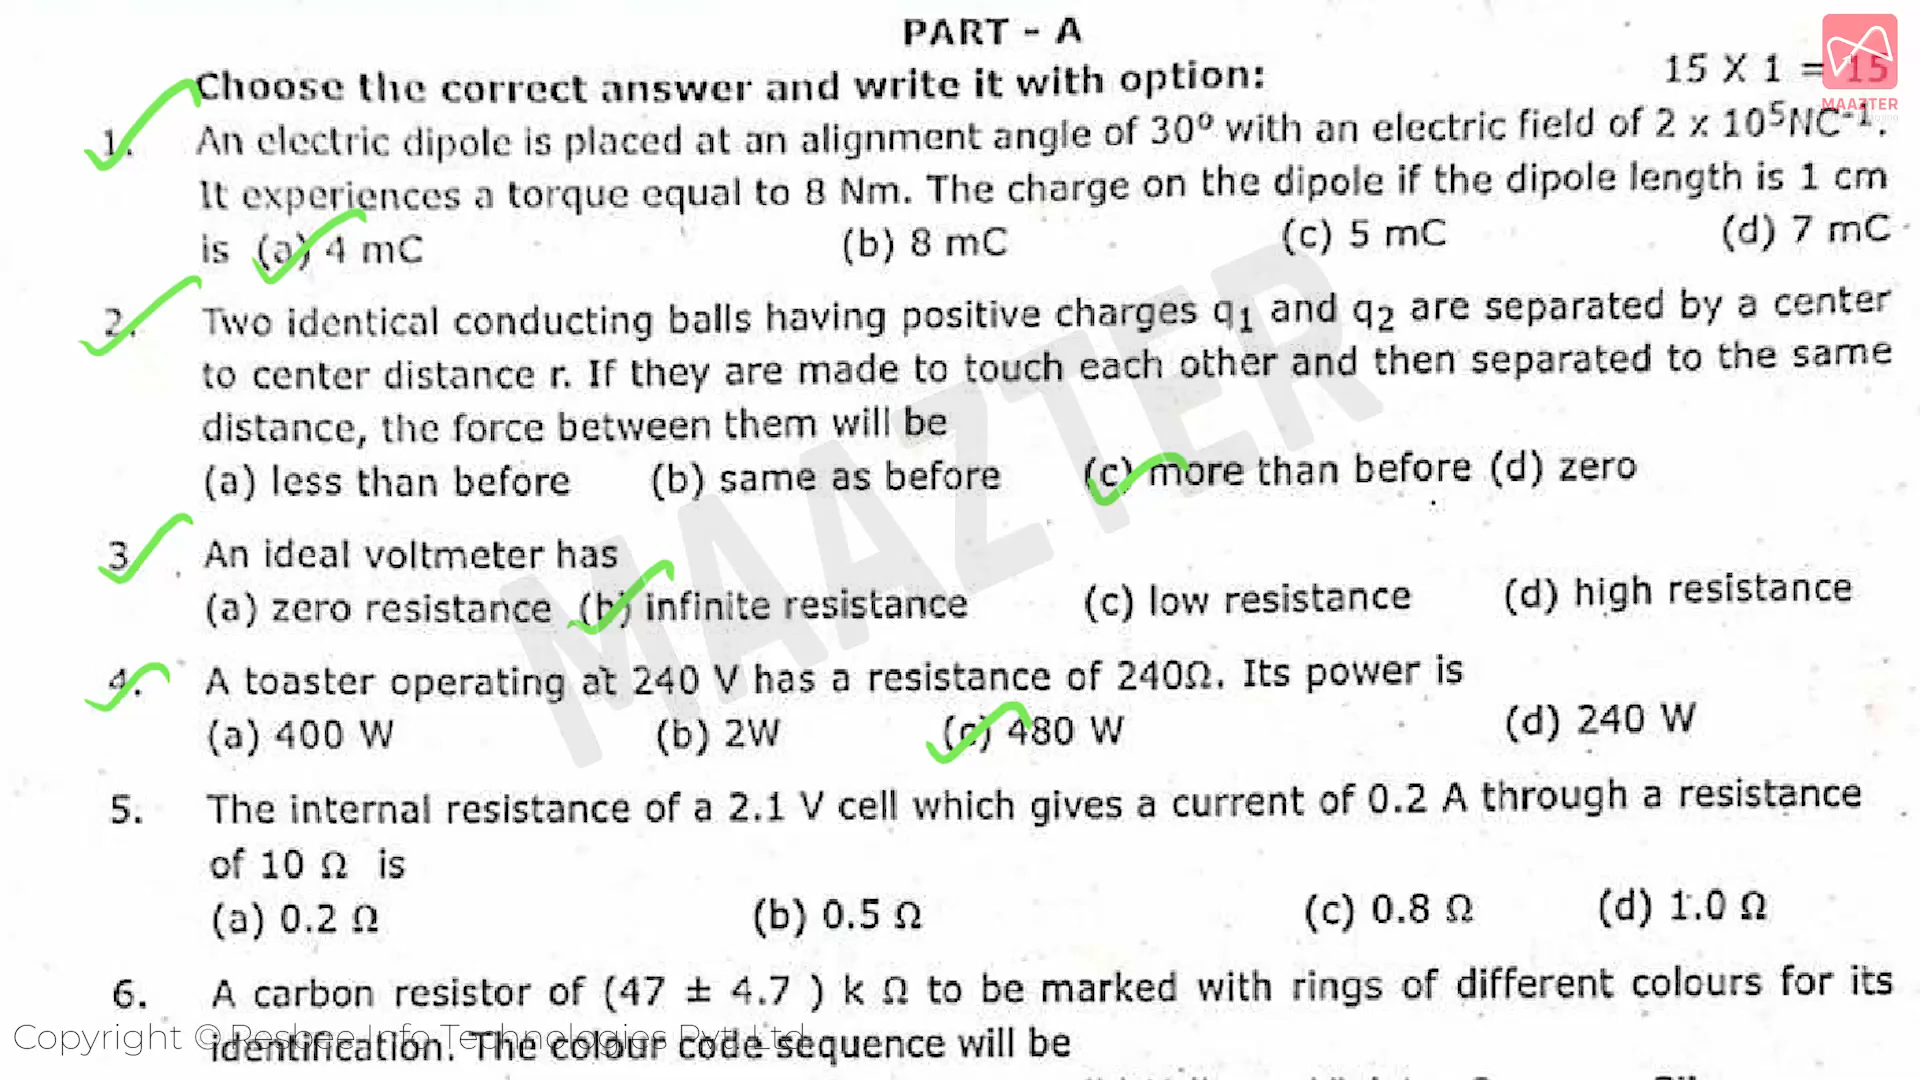 PART - A
Choose the correct answer and write it with option:
15 X 1 = 15
MAAZTER
1. An electric dipole is placed at an alignment angle of 30⁰ with an electric field of 2 x 10⁵NC⁻¹.
It experiences a torque equal to 8 Nm. The charge on the dipole if the dipole length is 1 cm
is (a) 4 mC (b) 8 mC (c) 5 mC (d) 7 mC
2. Two identical conducting balls having positive charges q₁ and q₂ are separated by a center
to center distance r. If they are made to touch each other and then separated to the same
distance, the force between them will be
(a) less than before (b) same as before (c) more than before (d) zero
MAAZTER
3. An ideal voltmeter has
(a) zero resistance (b) infinite resistance (c) low resistance (d) high resistance
4. A toaster operating at 240 V has a resistance of 240Ω. Its power is
(a) 400 W (b) 2W (c) 480 W (d) 240 W
5. The internal resistance of a 2.1 V cell which gives a current of 0.2 A through a resistance
of 10 Ω is
(a) 0.2 Ω (b) 0.5 Ω (c) 0.8 Ω (d) 1.0 Ω
6. A carbon resistor of (47 ± 4.7 ) k Ω to be marked with rings of different colours for its
identification. The colour code sequence will be
Copyright © Resbee Info Technologies Pvt. Ltd.